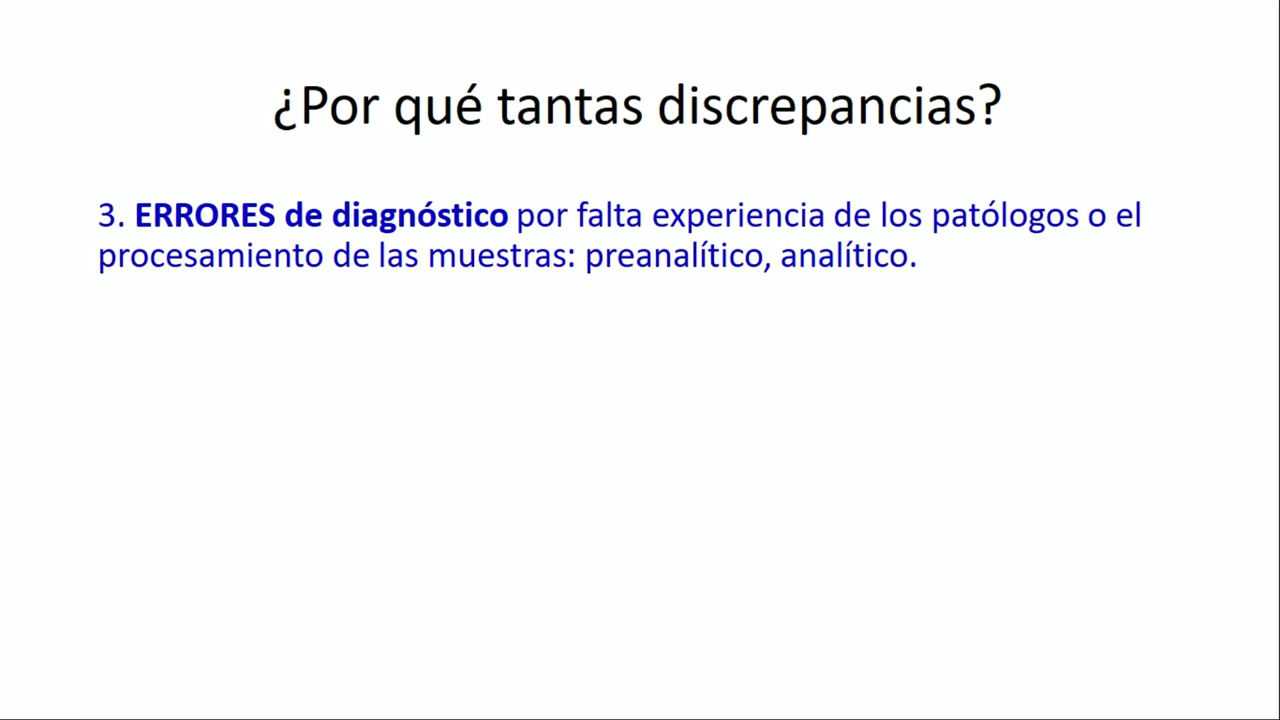 ¿Por qué tantas discrepancias?
3. ERRORES de diagnóstico por falta experiencia de los patólogos o el
procesamiento de las muestras: preanalítico, analítico.